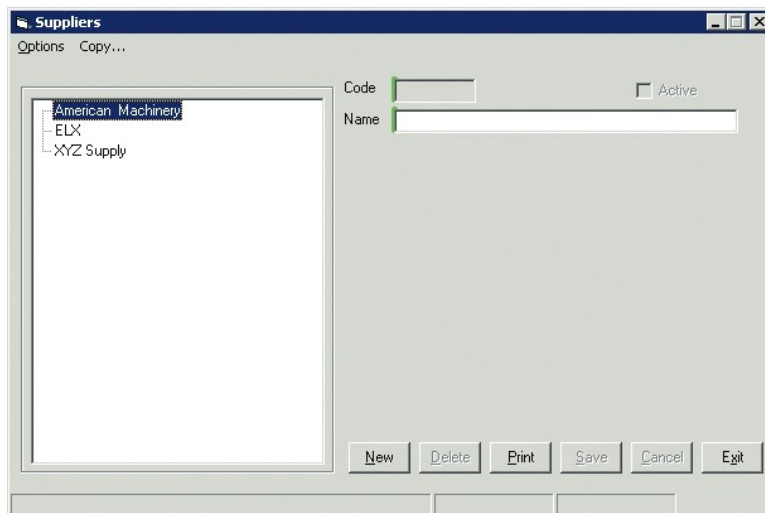 Suppliers
Options Copy...
American Machinery
ELX
XYZ Supply
Code
Active
Name
New Delete Print Save Cancel Exit